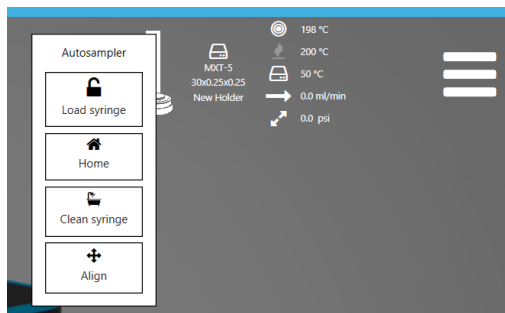 Autosampler
Load syringe
Home
Clean syringe
Align
MXT-5
30x0.25x0.25
New Holder
198 °C
200 °C
50 °C
0.0 ml/min
0.0 psi